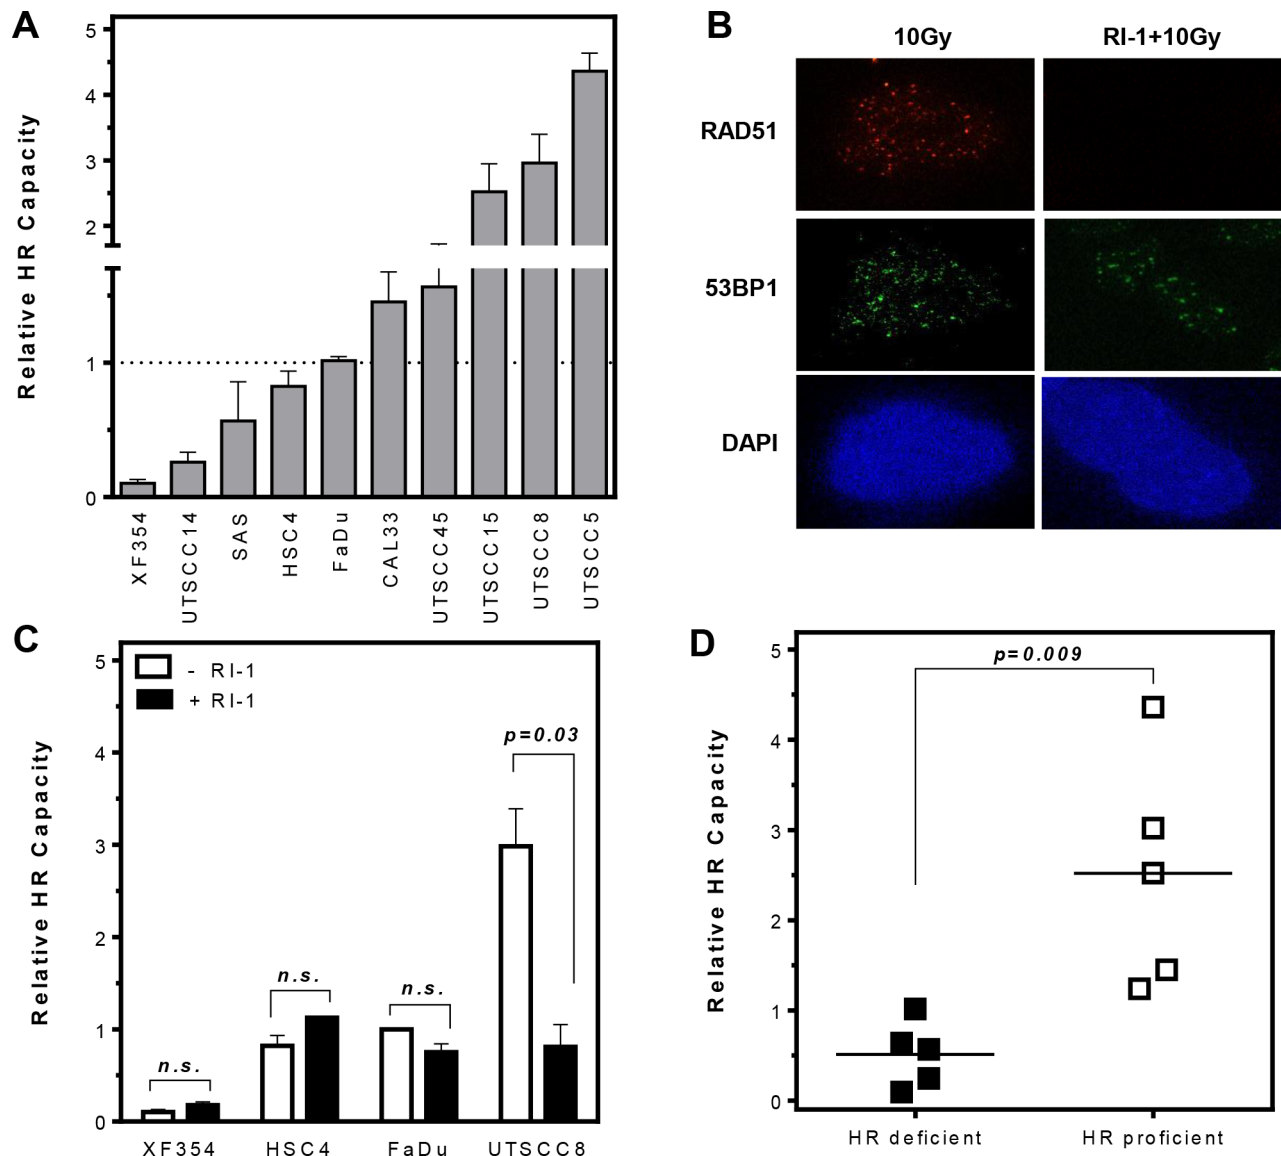 A
Relative HR Capacity
5
4
3
2
1
0
XF354
UTSCC14
SAS
HSC4
FaDu
CAL33
UTSCC45
UTSCC15
UTSCC8
UTSCC5
B
10Gy
RI-1+10Gy
RAD51
53BP1
DAPI
C
Relative HR Capacity
5
4
3
2
1
0
- RI-1
+ RI-1
n.s.
n.s.
n.s.
p=0.03
XF354
HSC4
FaDu
UTSCC8
D
Relative HR Capacity
5
4
3
2
1
0
p=0.009
HR deficient
HR proficient